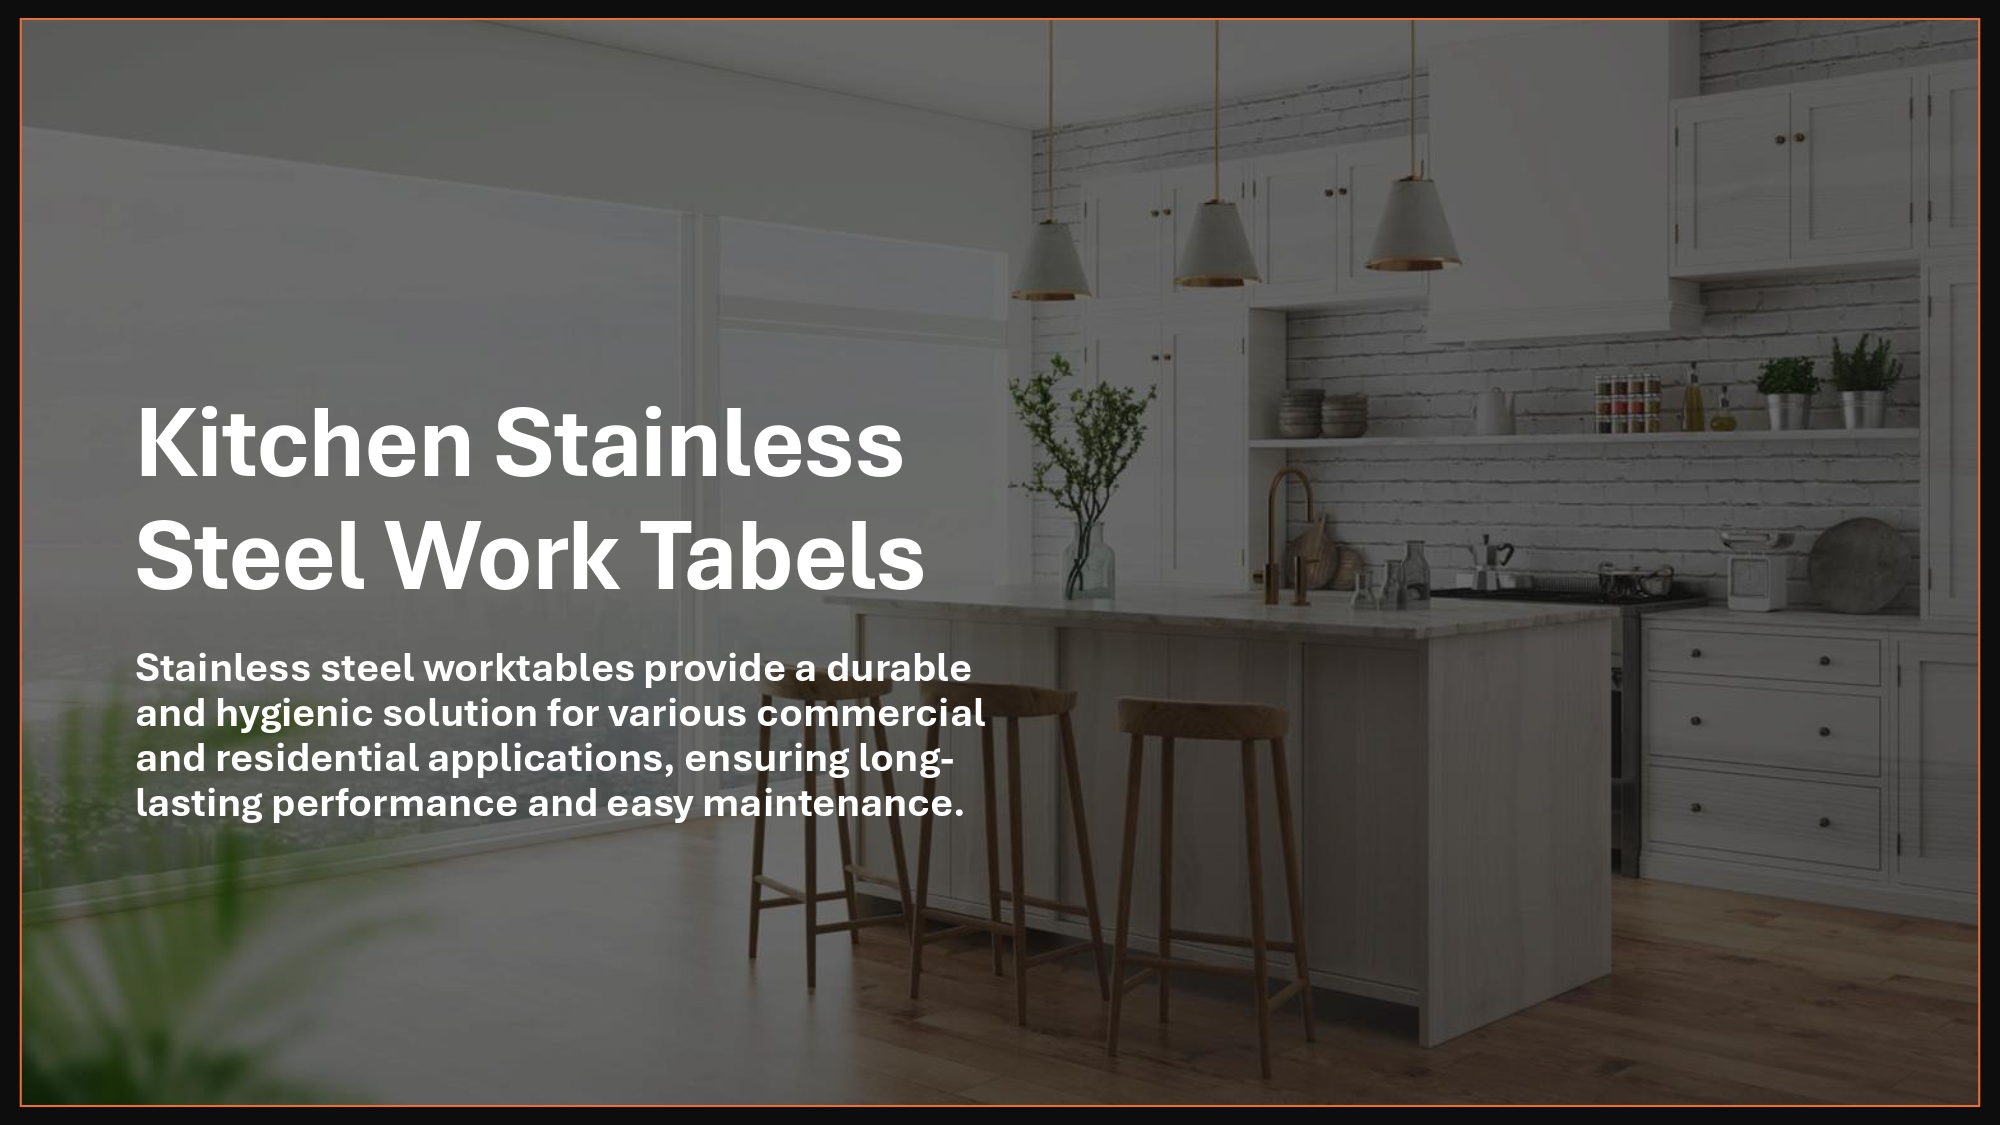 Kitchen Stainless
Steel Work Tabels
Stainless steel worktables provide a durable
and hygienic solution for various commercial
and residential applications, ensuring long-
lasting performance and easy maintenance.